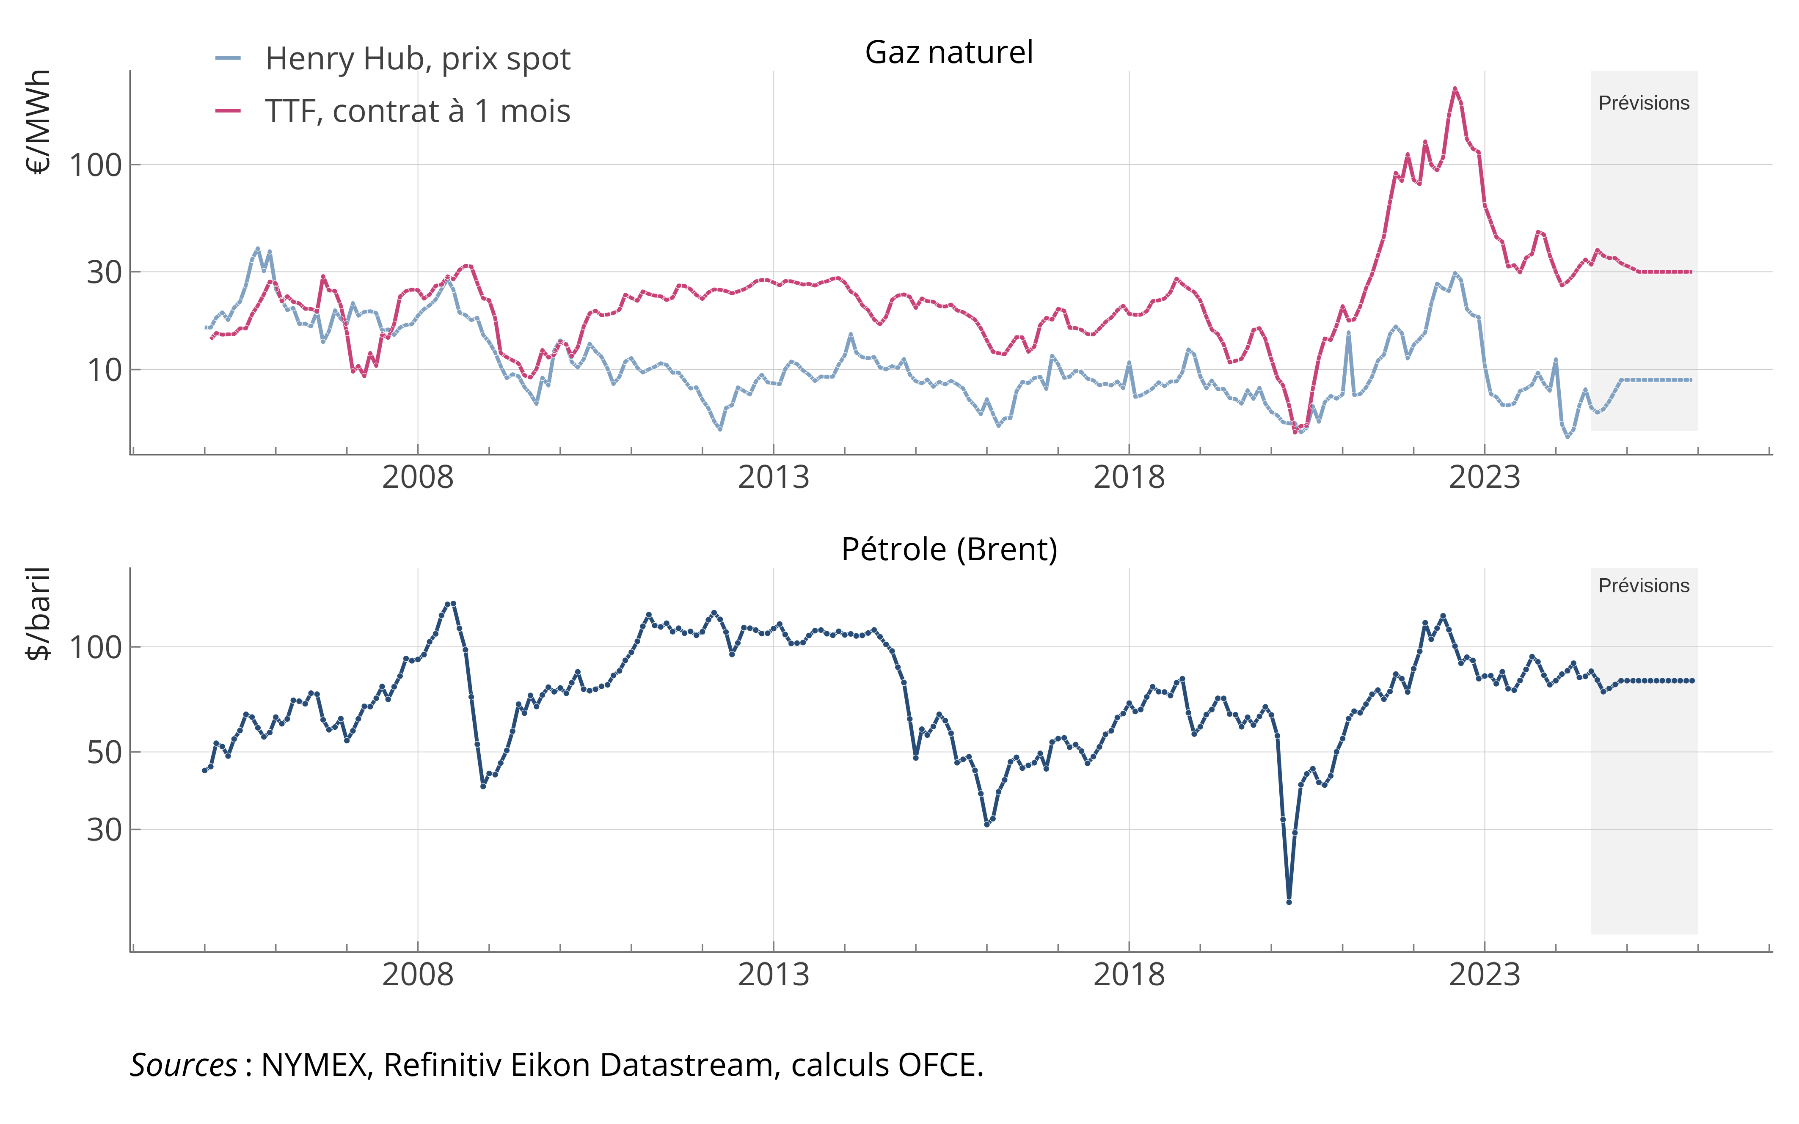 Gaz naturel
Henry Hub, prix spot
TTF, contrat à 1 mois
€/MWh
Prévisions
100
30
10
2008 2013 2018 2023
Pétrole (Brent)
$/baril
Prévisions
100
50
30
2008 2013 2018 2023
Sources : NYMEX, Refinitiv Eikon Datastream, calculs OFCE.